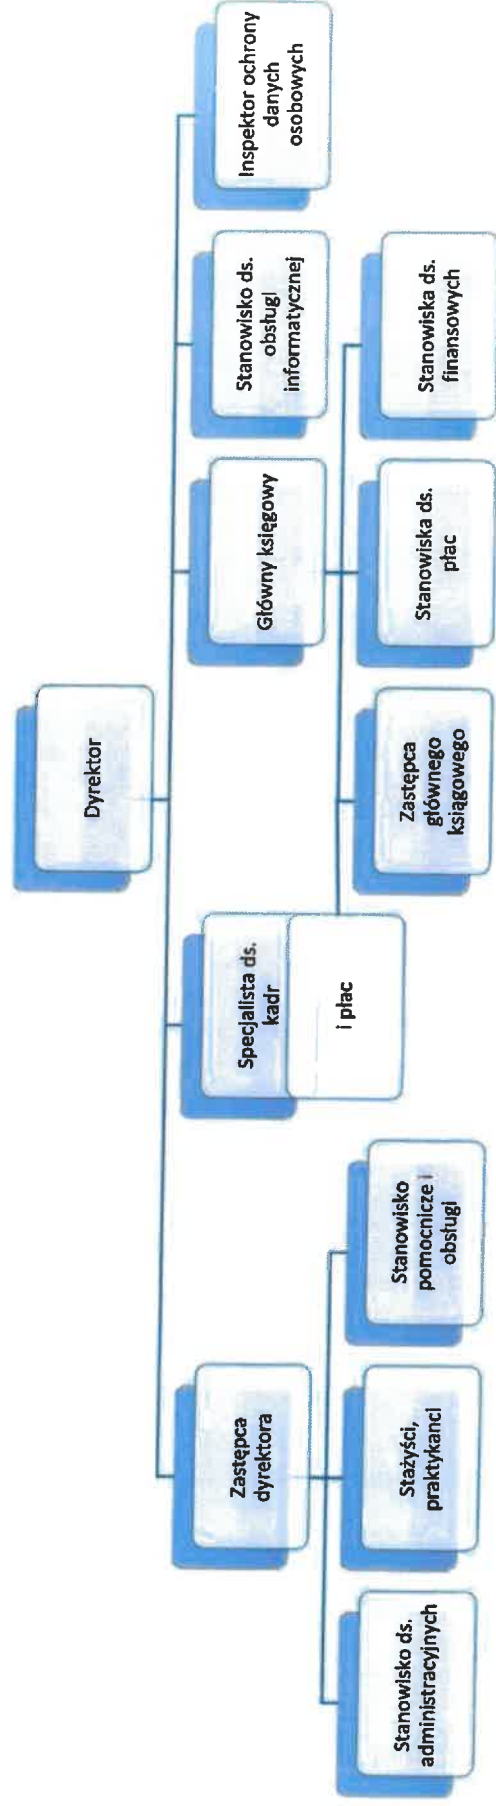 Dyrektor
Zastępca
dyrektora
Specjalista ds.
kadr
i płac
Główny księgowy
Stanowisko ds.
obsługi
informatycznej
Inspektor ochrony
danych
osobowych
Stanowisko ds.
administracyjnych
Stażyści,
praktykanci
Stanowisko
pomocnicze i
obsługi
Zastępca
głównego
księgowego
Stanowiska ds.
płac
Stanowiska ds.
finansowych